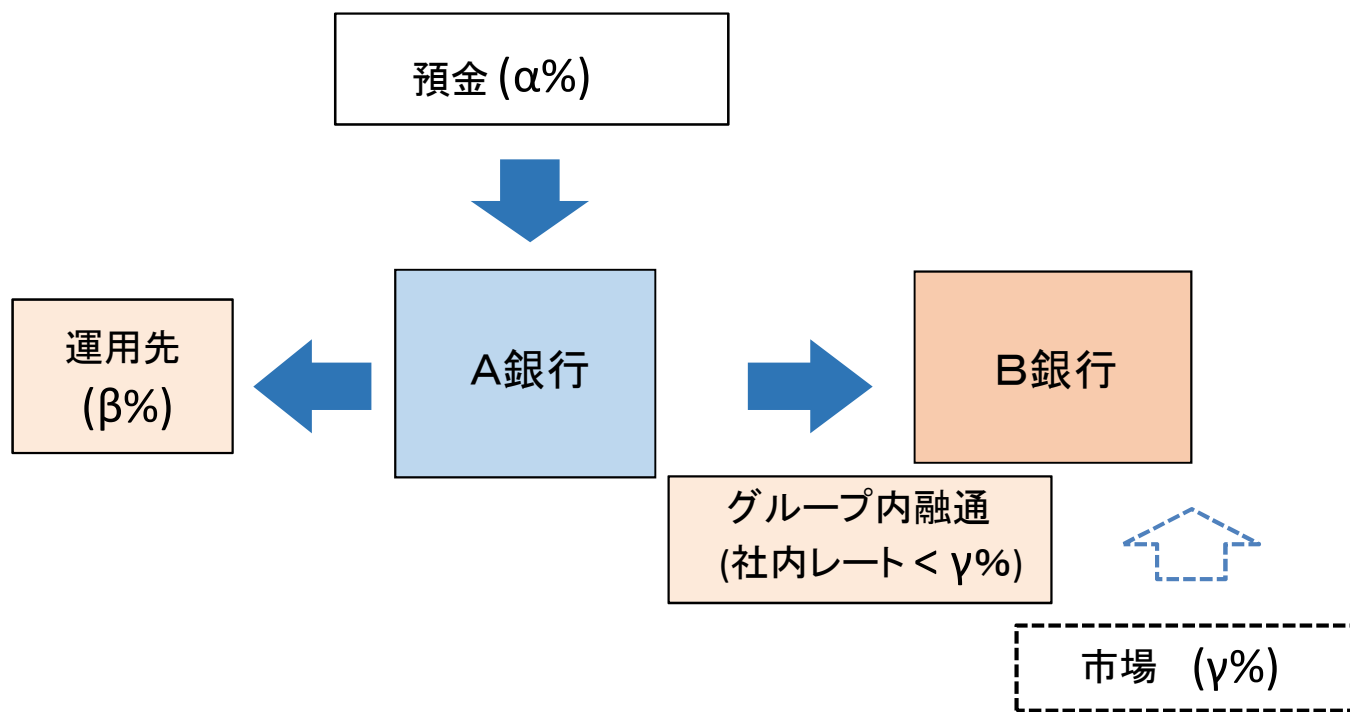 預金 (α%)
運用先
(β%)
A銀行
B銀行
グループ内融通
(社内レート < γ%)
市場 (γ%)